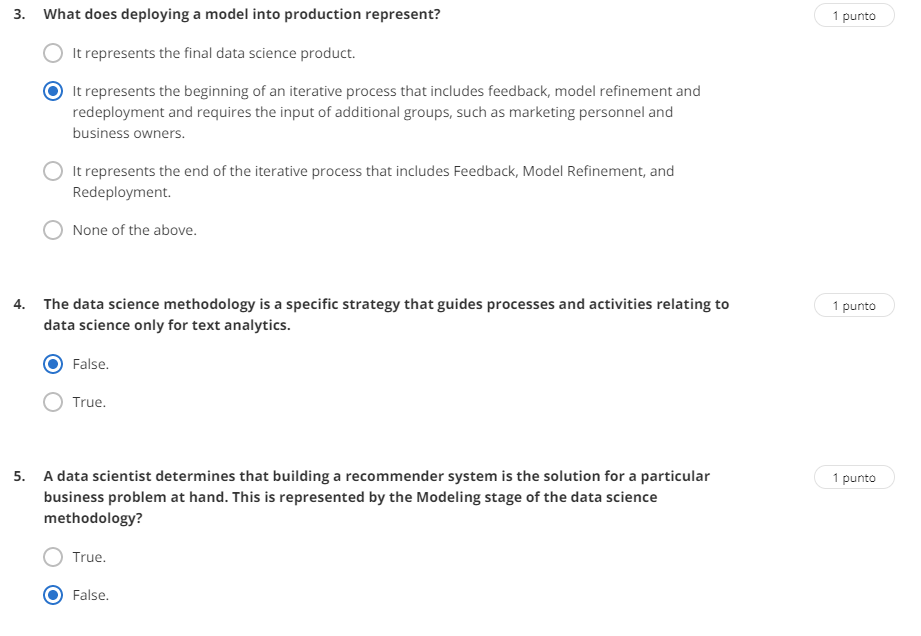 3. What does deploying a model into production represent? 1 punto
It represents the final data science product.
It represents the beginning of an iterative process that includes feedback, model refinement and
redeployment and requires the input of additional groups, such as marketing personnel and
business owners.
It represents the end of the iterative process that includes Feedback, Model Refinement, and
Redeployment.
None of the above.
4. The data science methodology is a specific strategy that guides processes and activities relating to 1 punto
data science only for text analytics.
False.
True.
5. A data scientist determines that building a recommender system is the solution for a particular 1 punto
business problem at hand. This is represented by the Modeling stage of the data science
methodology?
True.
False.